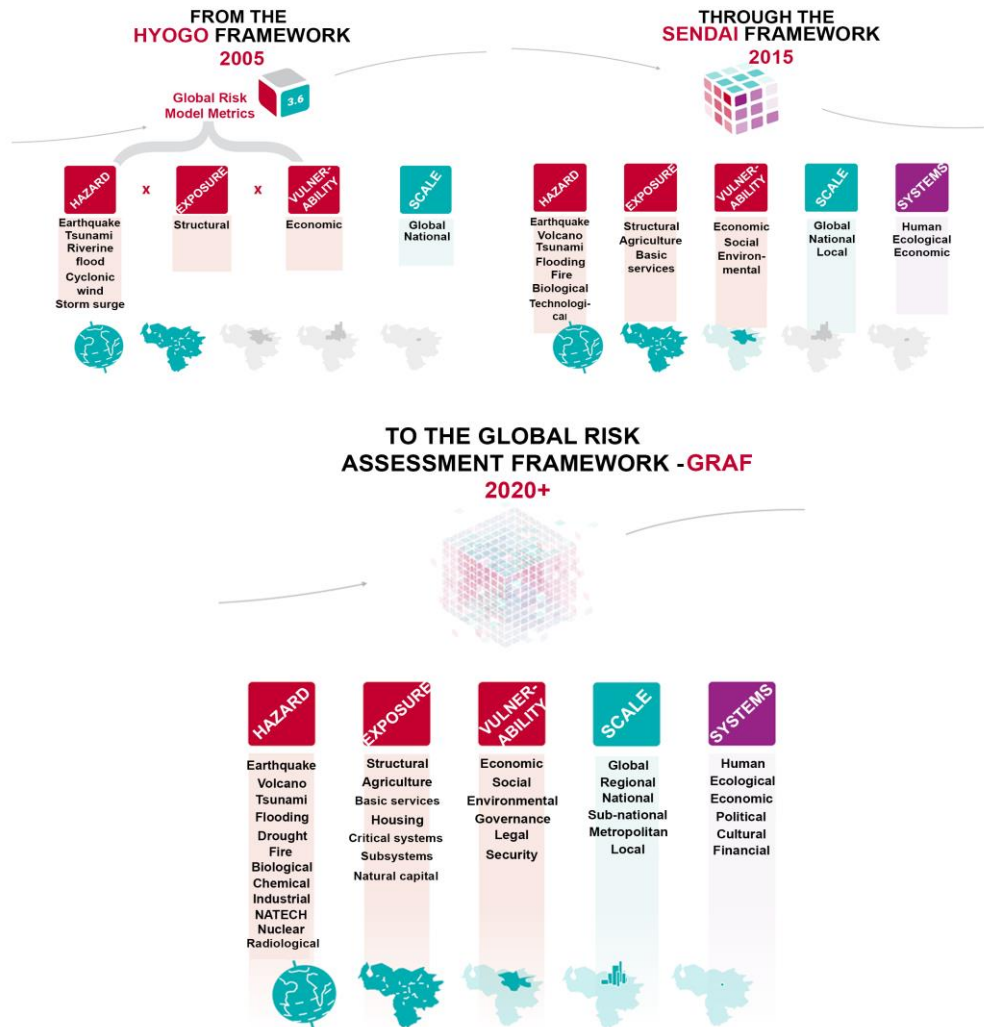 FROM THE
HYOGO FRAMEWORK
2005
Global Risk
Model Metrics
3.6
HAZARD
x
EXPOSURE
x
VULNER-
ABILITY
SCALE
Earthquake
Tsunami
Riverine
flood
Cyclonic
wind
Storm surge
Structural
Economic
Global
National
THROUGH THE
SENDAI FRAMEWORK
2015
HAZARD
EXPOSURE
VULNER-
ABILITY
SCALE
SYSTEMS
Earthquake
Volcano
Tsunami
Flooding
Fire
Biological
Technologi-
cal
Structural
Agriculture
Basic
services
Economic
Social
Environ-
mental
Global
National
Local
Human
Ecological
Economic
TO THE GLOBAL RISK
ASSESSMENT FRAMEWORK -GRAF
2020+
HAZARD
EXPOSURE
VULNER-
ABILITY
SCALE
SYSTEMS
Earthquake
Volcano
Tsunami
Flooding
Drought
Fire
Biological
Chemical
Industrial
NATECH
Nuclear
Radiological
Structural
Agriculture
Basic services
Housing
Critical systems
Subsystems
Natural capital
Economic
Social
Environmental
Governance
Legal
Security
Global
Regional
National
Sub-national
Metropolitan
Local
Human
Ecological
Economic
Political
Cultural
Financial